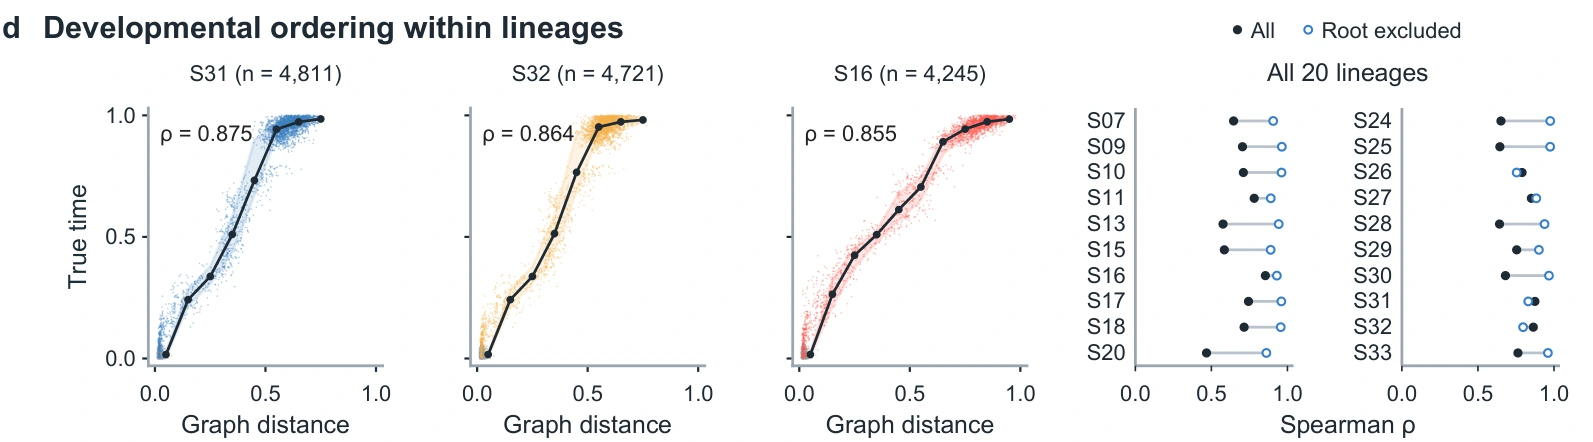 d Developmental ordering within lineages
All Root excluded
S31 (n = 4,811)
S32 (n = 4,721)
S16 (n = 4,245)
All 20 lineages
ρ = 0.875
ρ = 0.864
ρ = 0.855
True time
1.0
0.5
0.0
0.0 0.5 1.0
Graph distance
0.0 0.5 1.0
Graph distance
0.0 0.5 1.0
Graph distance
S07
S09
S10
S11
S13
S15
S16
S17
S18
S20
0.0 0.5 1.0
S24
S25
S26
S27
S28
S29
S30
S31
S32
S33
0.0 0.5 1.0
Spearman ρ